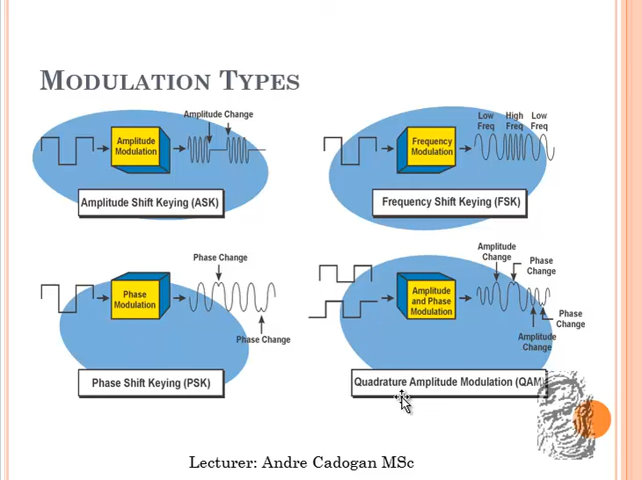 MODULATION TYPES
Amplitude Change
Amplitude
Modulation
Amplitude Shift Keying (ASK)
Low
Freq
High
Freq
Low
Freq
Frequency
Modulation
Frequency Shift Keying (FSK)
Phase Change
Phase
Modulation
Phase Change
Phase Shift Keying (PSK)
Amplitude
Change
Phase
Change
Amplitude
and Phase
Modulation
Phase
Change
Amplitude
Change
Quadrature Amplitude Modulation (QAM)
Lecturer: Andre Cadogan MSc